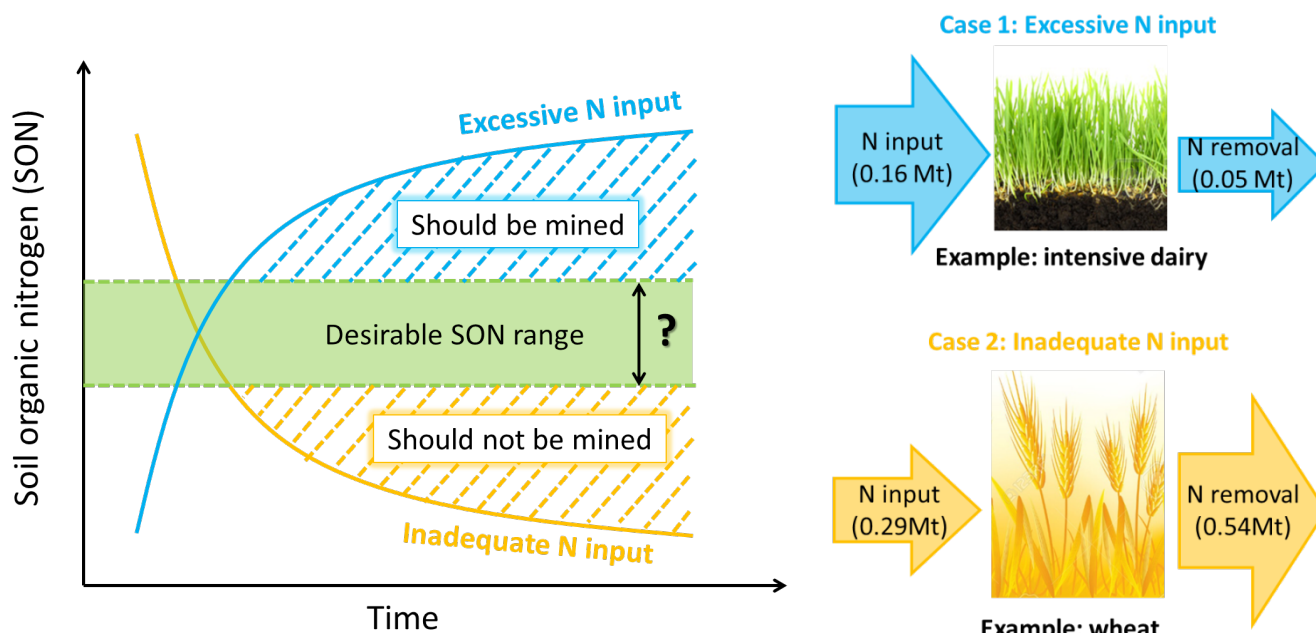 Soil organic nitrogen (SON)
Excessive N input
Should be mined
Desirable SON range
?
Should not be mined
Inadequate N input
Time
Case 1: Excessive N input
N input
(0.16 Mt)
N removal
(0.05 Mt)
Example: intensive dairy
Case 2: Inadequate N input
N input
(0.29Mt)
N removal
(0.54Mt)
Example: wheat